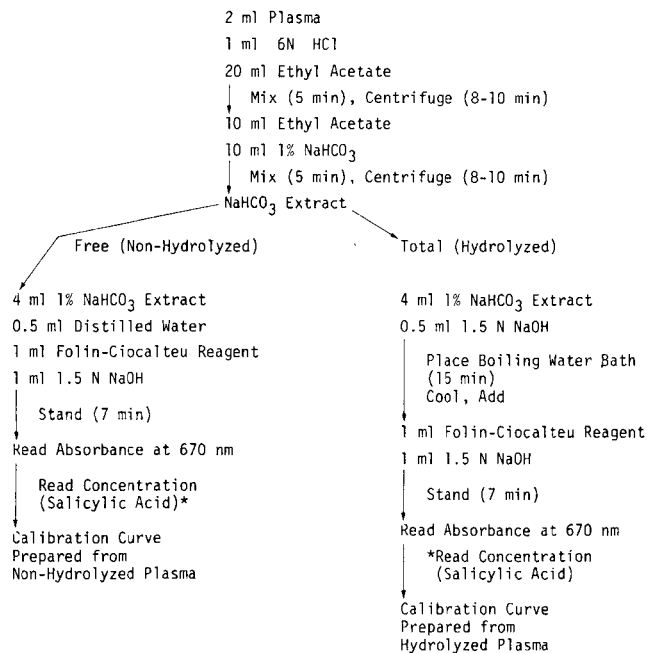 2 ml Plasma
1 ml 6N HCl
20 ml Ethyl Acetate
Mix (5 min), Centrifuge (8-10 min)
10 ml Ethyl Acetate
10 ml 1% NaHCO3
Mix (5 min), Centrifuge (8-10 min)
NaHCO3 Extract
Free (Non-Hydrolyzed)
4 ml 1% NaHCO3 Extract
0.5 ml Distilled Water
1 ml Folin-Ciocalteu Reagent
1 ml 1.5 N NaOH
Stand (7 min)
Read Absorbance at 670 nm
Read Concentration
(Salicylic Acid)*
Calibration Curve
Prepared from
Non-Hydrolyzed Plasma
Total (Hydrolyzed)
4 ml 1% NaHCO3 Extract
0.5 ml 1.5 N NaOH
Place Boiling Water Bath
(15 min)
Cool, Add
1 ml Folin-Ciocalteu Reagent
1 ml 1.5 N NaOH
Stand (7 min)
Read Absorbance at 670 nm
*Read Concentration
(Salicylic Acid)
Calibration Curve
Prepared from
Hydrolyzed Plasma